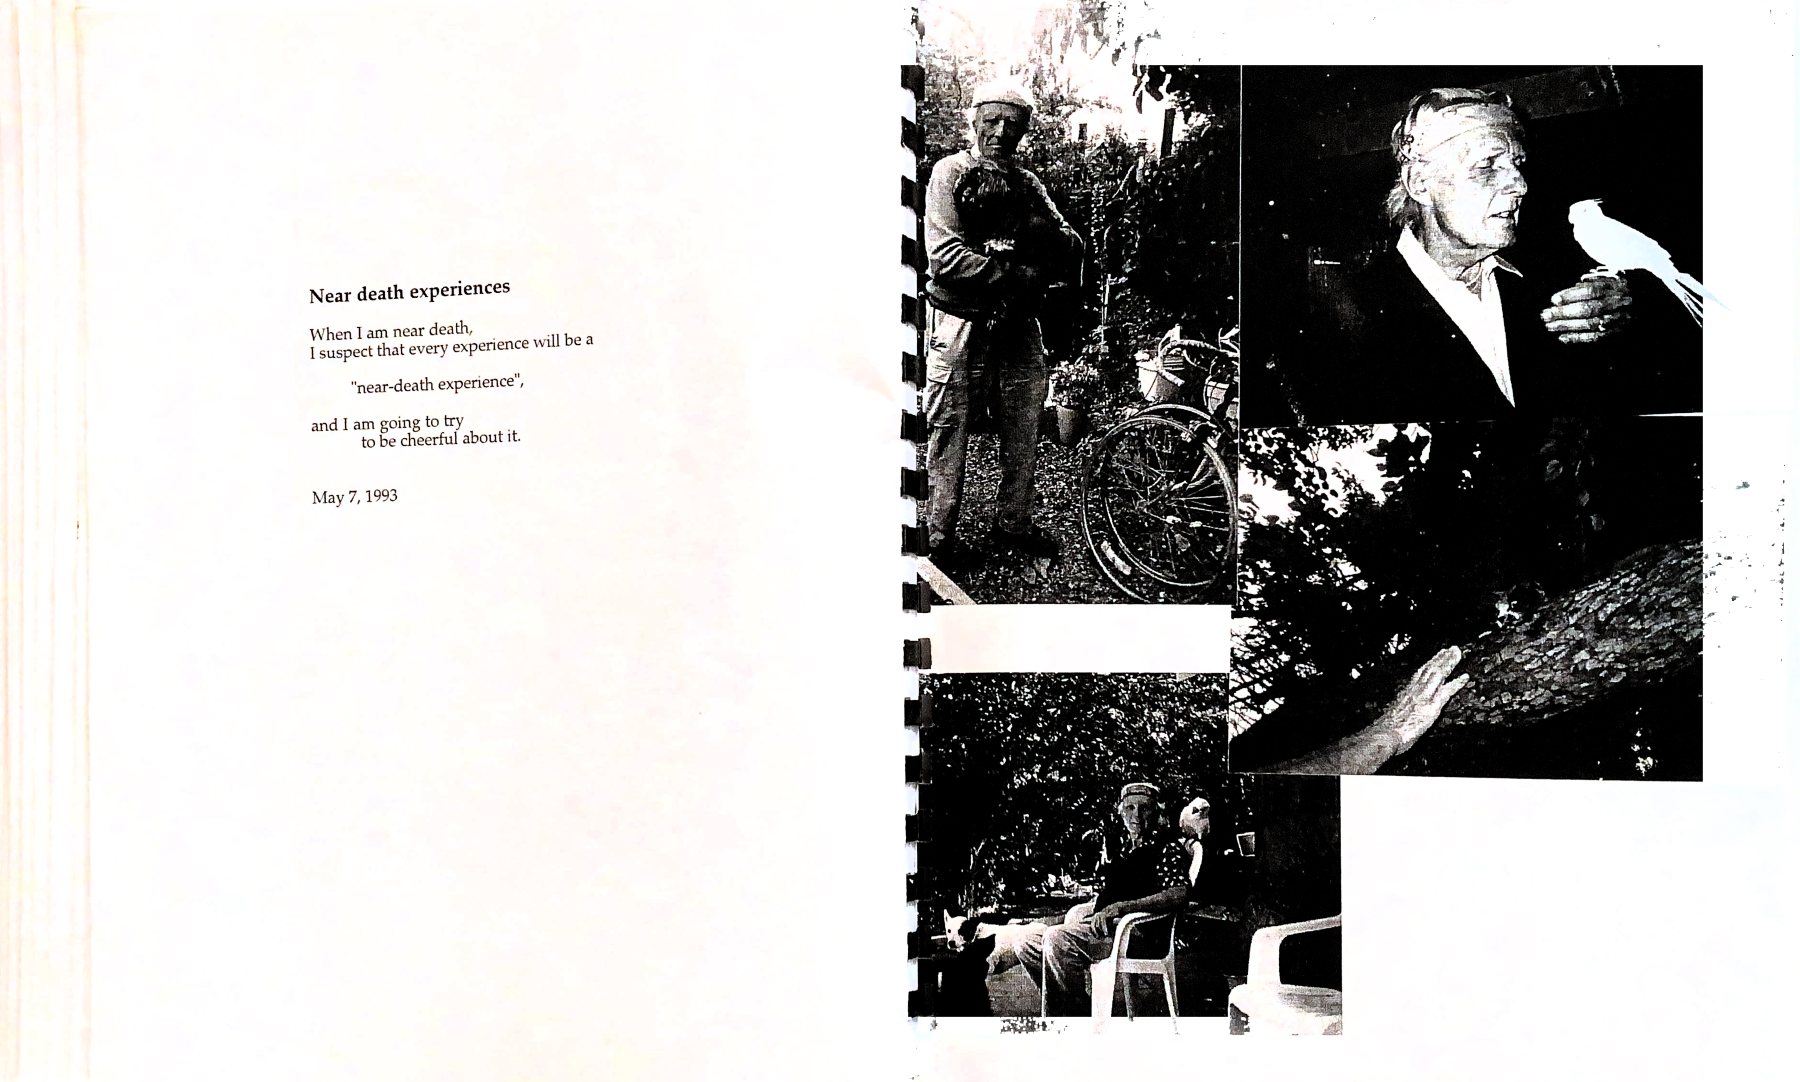 Near death experiences
When I am near death,
I suspect that every experience will be a
"near-death experience",
and I am going to try
to be cheerful about it.
May 7, 1993